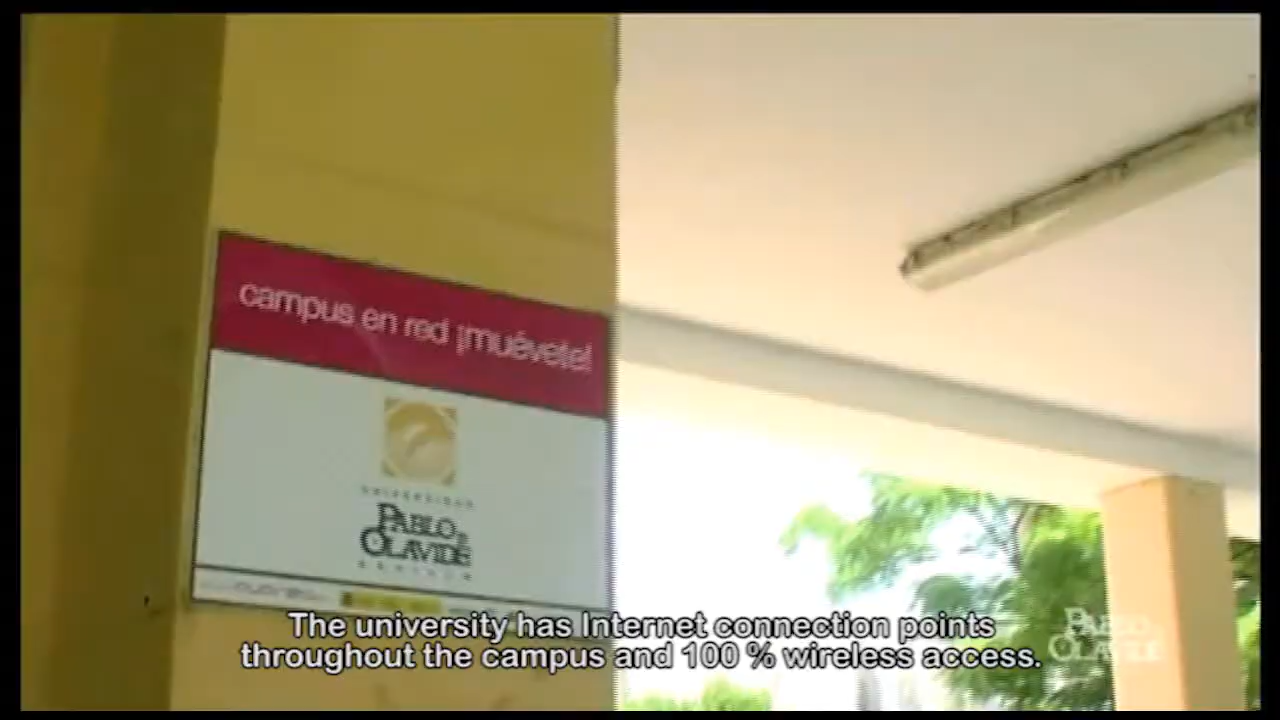 campus en red ¡muévete!
UNIVERSIDAD
PABLO DE
OLAVIDE
SEVILLA
The university has Internet connection points
throughout the campus and 100 % wireless access.
PABLO DE
OLAVIDE